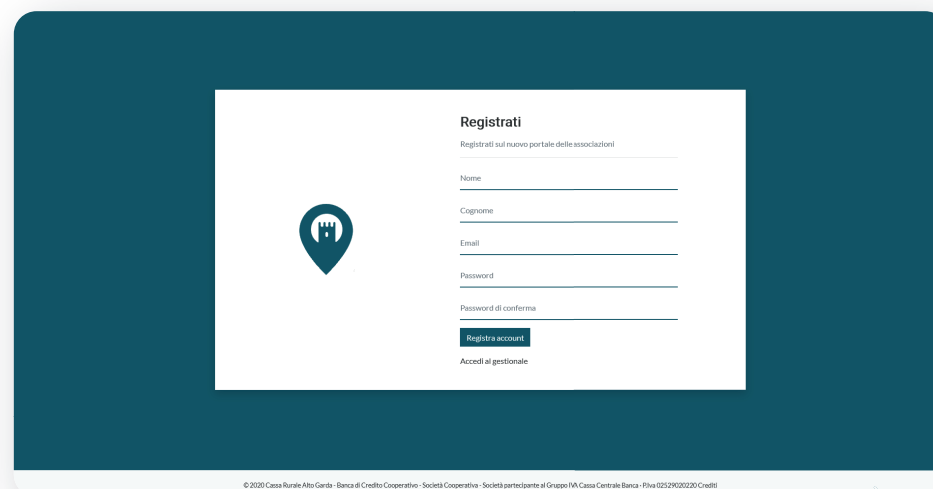 Registrati
Registrati sul nuovo portale delle associazioni
Nome
Cognome
Email
Password
Password di conferma
Registra account
Accedi al gestionale
© 2020 Cassa Rurale Alto Garda - Banca di Credito Cooperativo - Società Cooperativa - Società partecipante al Gruppo IVA Cassa Centrale Banca · P.Iva 02529020220 Crediti